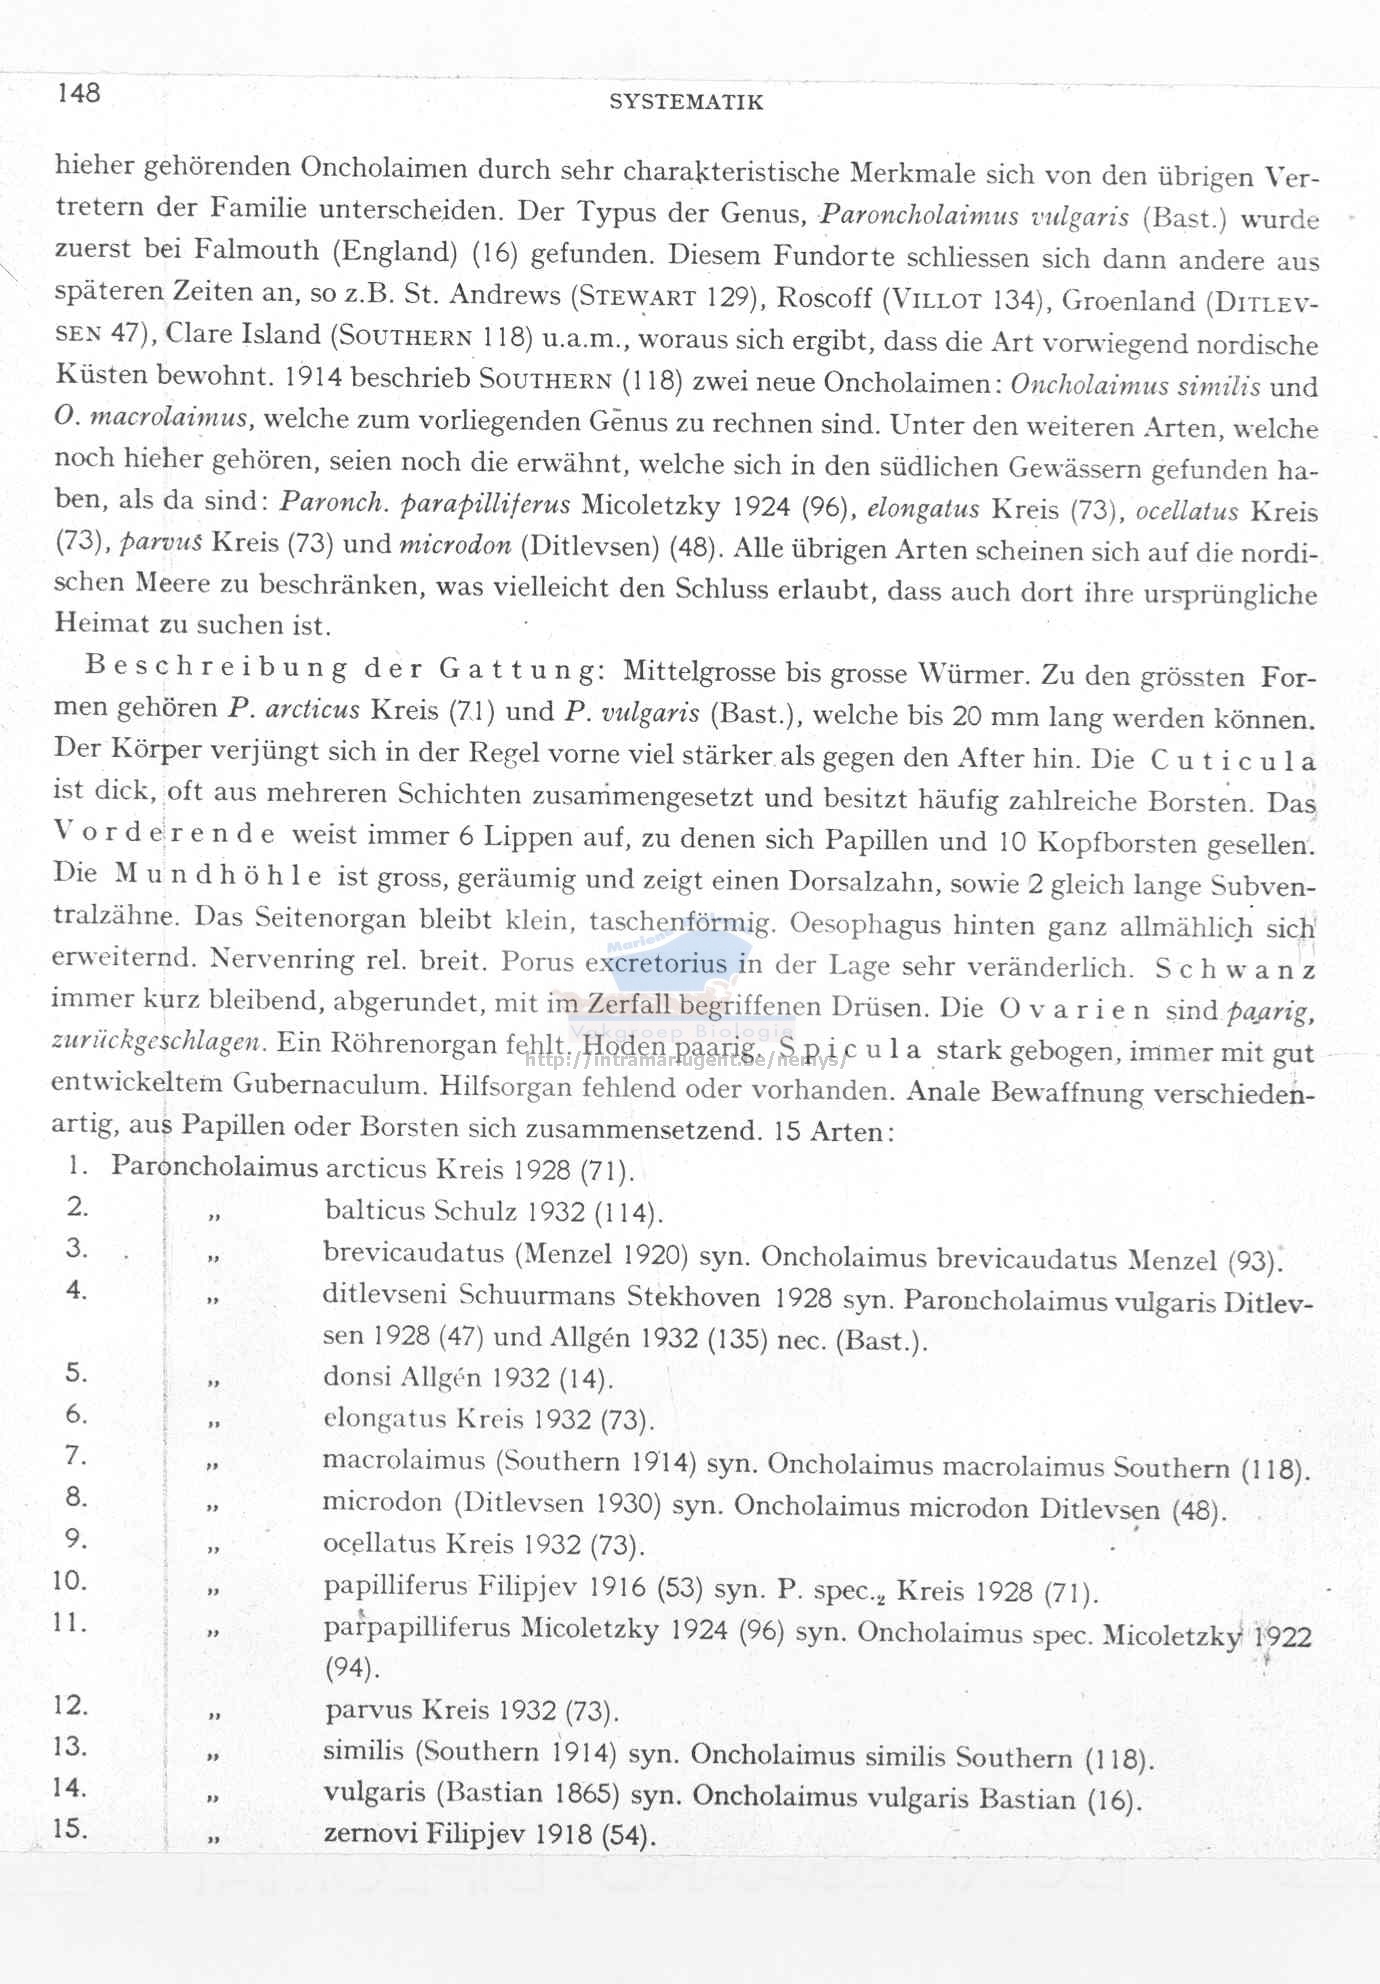 148
SYSTEMATIK
hieher gehörenden Oncholaimen durch sehr charakteristische Merkmale sich von den übrigen Ver-
tretern der Familie unterscheiden. Der Typus der Genus, Paroncholaimus vulgaris (Bast.) wurde
zuerst bei Falmouth (England) (16) gefunden. Diesem Fundorte schliessen sich dann andere aus
späteren Zeiten an, so z.B. St. Andrews (STEWART 129), Roscoff (VILLOT 134), Groenland (DITLEV-
SEN 47), Clare Island (SOUTHERN 118) u.a.m., woraus sich ergibt, dass die Art vorwiegend nordische
Küsten bewohnt. 1914 beschrieb SOUTHERN (118) zwei neue Oncholaimen: Oncholaimus similis und
O. macrolaimus, welche zum vorliegenden Genus zu rechnen sind. Unter den weiteren Arten, welche
noch hieher gehören, seien noch die erwähnt, welche sich in den südlichen Gewässern gefunden ha-
ben, als da sind: Paronch. parapilliferus Micoletzky 1924 (96), elongatus Kreis (73), ocellatus Kreis
(73), parvus Kreis (73) und microdon (Ditlevsen) (48). Alle übrigen Arten scheinen sich auf die nordi-
schen Meere zu beschränken, was vielleicht den Schluss erlaubt, dass auch dort ihre ursprüngliche
Heimat zu suchen ist.
Beschreibung der Gattung: Mittelgrosse bis grosse Würmer. Zu den grössten For-
men gehören P. arcticus Kreis (71) und P. vulgaris (Bast.), welche bis 20 mm lang werden können.
Der Körper verjüngt sich in der Regel vorne viel stärker als gegen den After hin. Die Cuticula
ist dick, oft aus mehreren Schichten zusammengesetzt und besitzt häufig zahlreiche Borsten. Das
Vorderende weist immer 6 Lippen auf, zu denen sich Papillen und 10 Kopfborsten gesellen.
Die Mundhöhle ist gross, geräumig und zeigt einen Dorsalzahn, sowie 2 gleich lange Subven-
tralzähne. Das Seitenorgan bleibt klein, taschenförmig. Oesophagus hinten ganz allmählich sich
erweiternd. Nervenring rel. breit. Porus excretorius in der Lage sehr veränderlich. Schwanz
immer kurz bleibend, abgerundet, mit im Zerfall begriffenen Drüsen. Die Ovarien sind paarig,
Vakgroep Biologie
zurückgeschlagen. Ein Röhrenorgan fehlt. Hoden paarig. Spicula stark gebogen, immer mit gut
http://intramar.ugent.be/nemys/
entwickeltem Gubernaculum. Hilfsorgan fehlend oder vorhanden. Anale Bewaffnung verschieden-
artig, aus Papillen oder Borsten sich zusammensetzend. 15 Arten:
1. Paroncholaimus arcticus Kreis 1928 (71).
2. „ balticus Schulz 1932 (114).
3. „ brevicaudatus (Menzel 1920) syn. Oncholaimus brevicaudatus Menzel (93).
4. „ ditlevseni Schuurmans Stekhoven 1928 syn. Paroncholaimus vulgaris Ditlev-
sen 1928 (47) und Allgén 1932 (135) nec. (Bast.).
5. „ donsi Allgén 1932 (14).
6. „ elongatus Kreis 1932 (73).
7. „ macrolaimus (Southern 1914) syn. Oncholaimus macrolaimus Southern (118).
8. „ microdon (Ditlevsen 1930) syn. Oncholaimus microdon Ditlevsen (48).
9. „ ocellatus Kreis 1932 (73).
10. „ papilliferus Filipjev 1916 (53) syn. P. spec.₂ Kreis 1928 (71).
11. „ parpapilliferus Micoletzky 1924 (96) syn. Oncholaimus spec. Micoletzky 1922
(94).
12. „ parvus Kreis 1932 (73).
13. „ similis (Southern 1914) syn. Oncholaimus similis Southern (118).
14. „ vulgaris (Bastian 1865) syn. Oncholaimus vulgaris Bastian (16).
15. „ zernovi Filipjev 1918 (54).